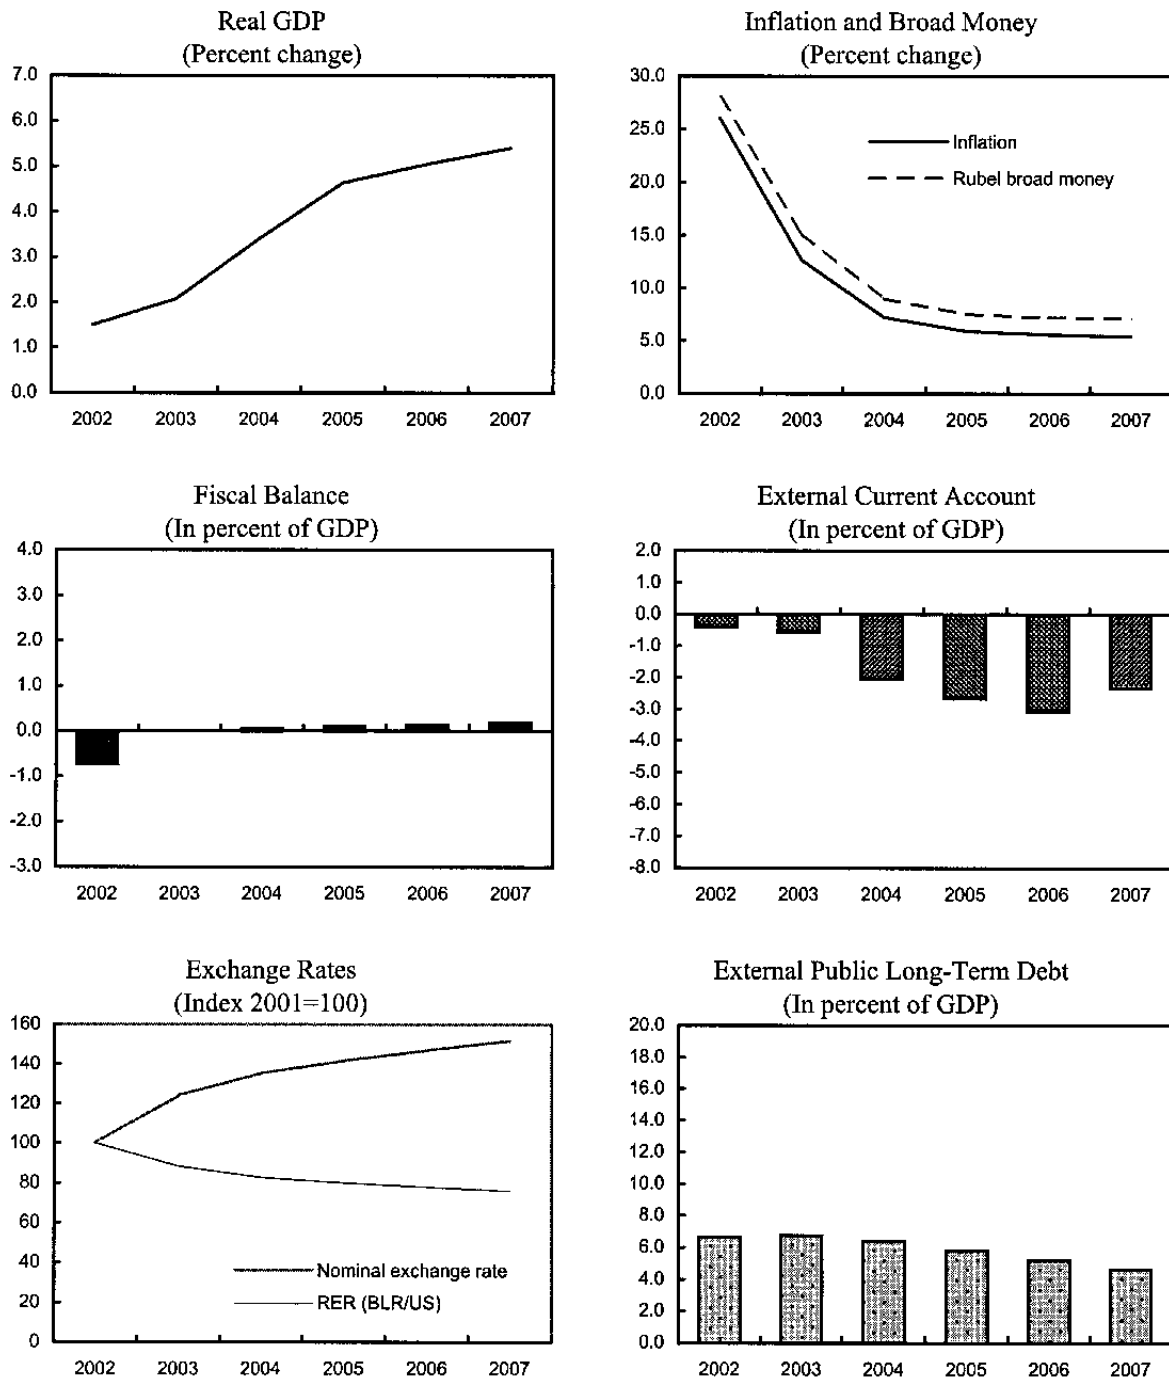 Real GDP
(Percent change)
7.0
6.0
5.0
4.0
3.0
2.0
1.0
0.0
2002 2003 2004 2005 2006 2007
Inflation and Broad Money
(Percent change)
30.0
25.0
20.0
15.0
10.0
5.0
0.0
Inflation
Rubel broad money
2002 2003 2004 2005 2006 2007
Fiscal Balance
(In percent of GDP)
4.0
3.0
2.0
1.0
0.0
-1.0
-2.0
-3.0
2002 2003 2004 2005 2006 2007
External Current Account
(In percent of GDP)
2.0
1.0
0.0
-1.0
-2.0
-3.0
-4.0
-5.0
-6.0
-7.0
-8.0
2002 2003 2004 2005 2006 2007
Exchange Rates
(Index 2001=100)
160
140
120
100
80
60
40
20
0
Nominal exchange rate
RER (BLR/US)
2002 2003 2004 2005 2006 2007
External Public Long-Term Debt
(In percent of GDP)
20.0
18.0
16.0
14.0
12.0
10.0
8.0
6.0
4.0
2.0
0.0
2002 2003 2004 2005 2006 2007